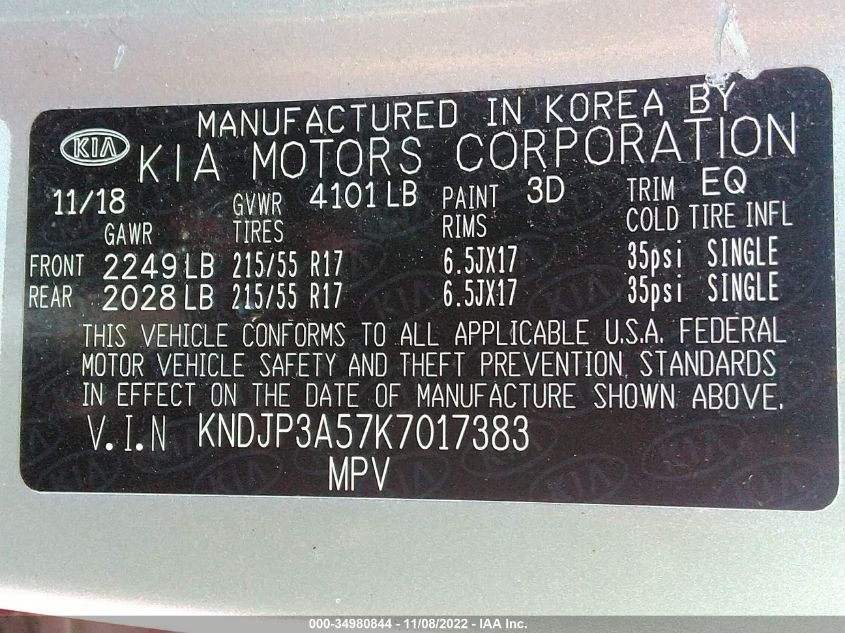 MANUFACTURED IN KOREA BY
KIA KIA MOTORS CORPORATION
11/18 GVWR 4101 LB PAINT 3D TRIM EQ
GAWR TIRES RIMS COLD TIRE INFL
FRONT 2249 LB 215/55 R17 6.5JX17 35psi SINGLE
REAR 2028 LB 215/55 R17 6.5JX17 35psi SINGLE
THIS VEHICLE CONFORMS TO ALL APPLICABLE U.S.A. FEDERAL
MOTOR VEHICLE SAFETY AND THEFT PREVENTION STANDARDS
IN EFFECT ON THE DATE OF MANUFACTURE SHOWN ABOVE.
V.I.N KNDJP3A57K7017383
MPV
000-34980844 - 11/08/2022 - IAA Inc.